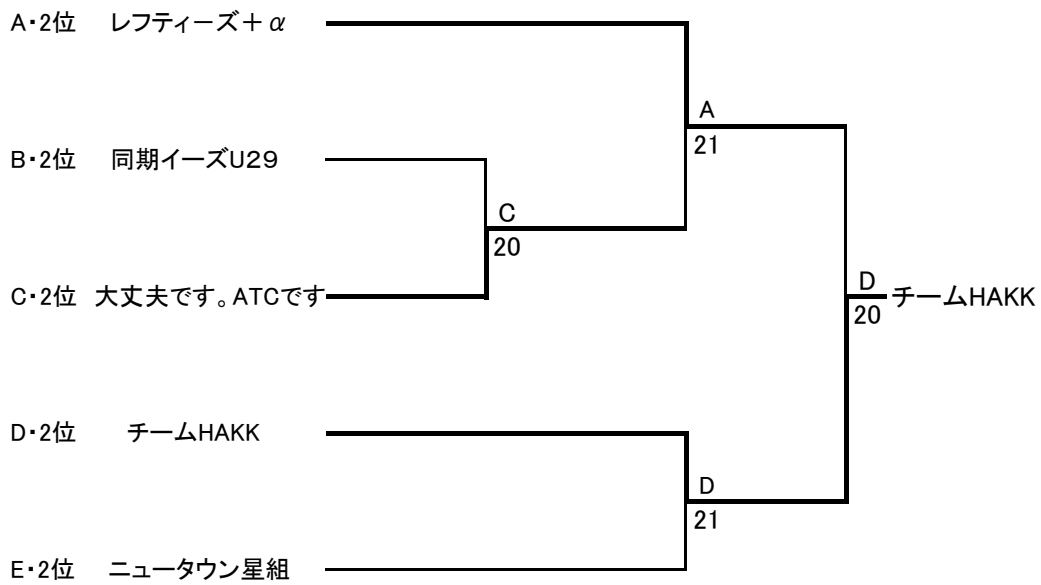 A・2位 レフティーズ+α
A
21
B・2位 同期イーズU29
C
20
C・2位 大丈夫です。ATCです
D
20
チームHAKK
D・2位 チームHAKK
D
21
E・2位 ニュータウン星組